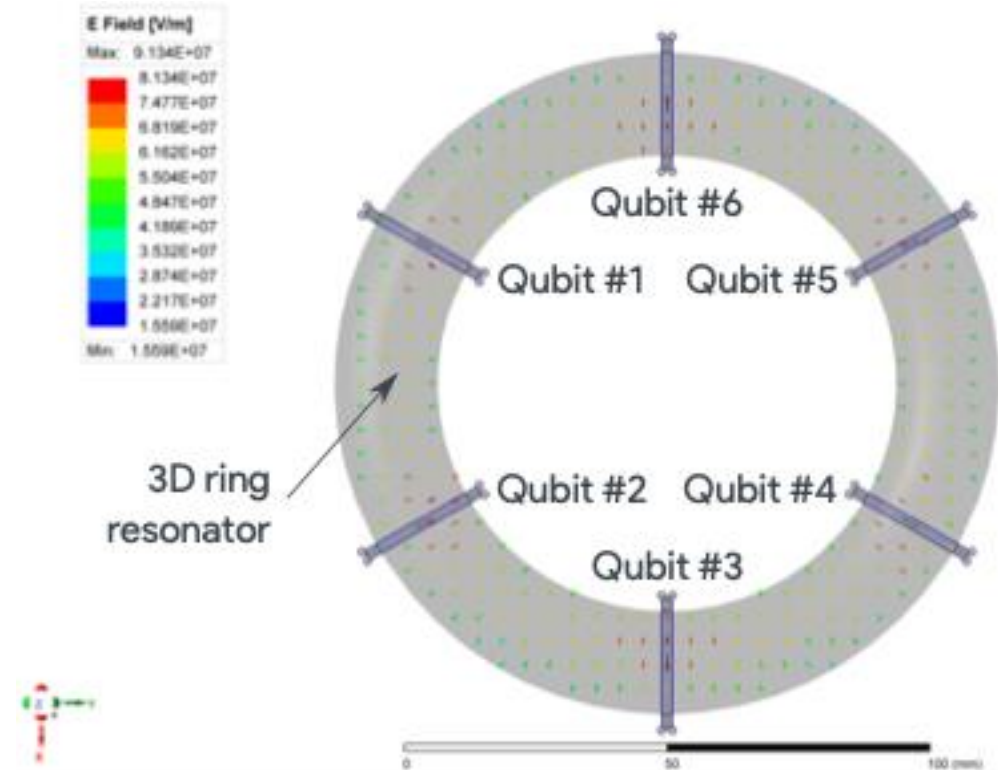 E Field [V/m]
Max: 9.134E+07
8.134E+07
7.477E+07
6.819E+07
6.162E+07
5.504E+07
4.847E+07
4.189E+07
3.532E+07
2.874E+07
2.217E+07
1.559E+07
Min: 1.559E+07
Qubit #6
Qubit #1
Qubit #5
3D ring
resonator
Qubit #2
Qubit #4
Qubit #3
0
50
100 (mm)